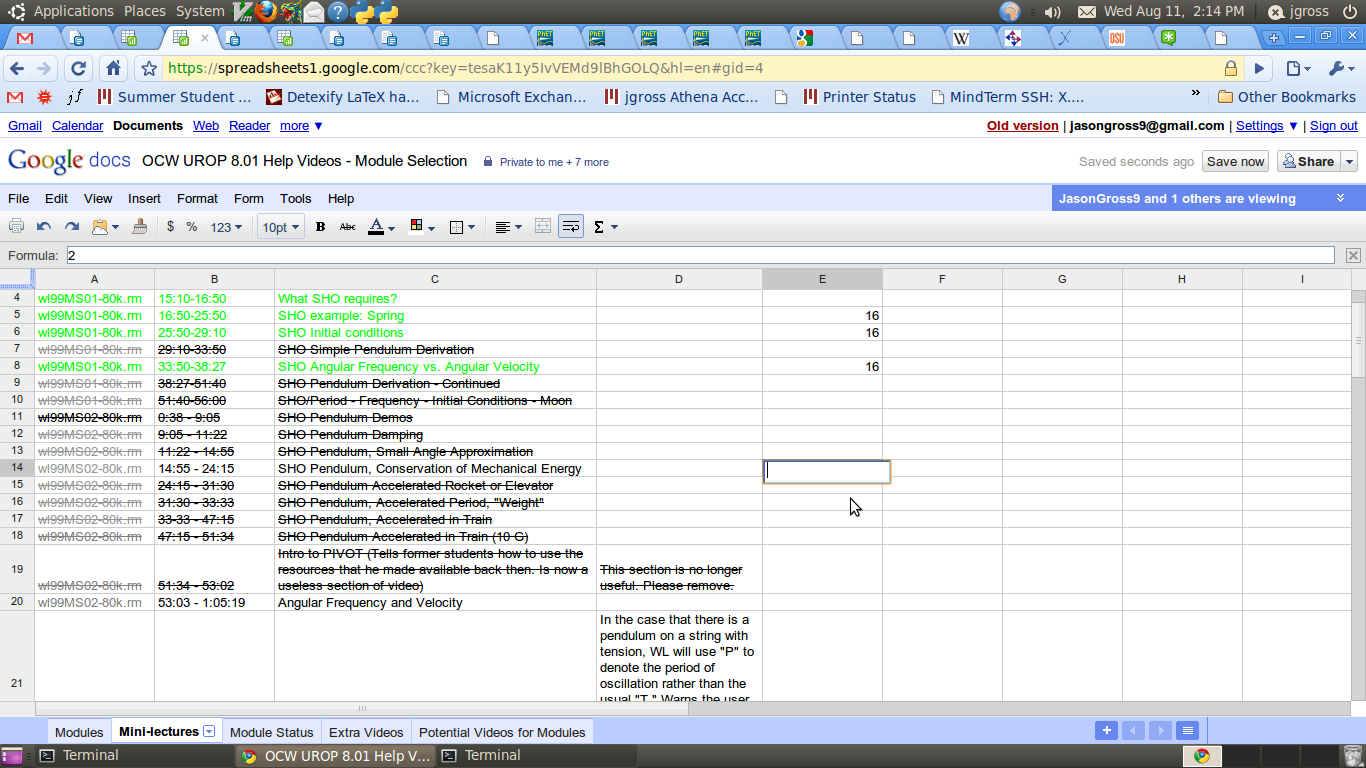 Applications Places System Wed Aug 11, 2:14 PM jgross
https://spreadsheets1.google.com/ccc?key=tesaK11y5IvVEMd9lBhGOLQ&hl=en#gid=4
jf Summer Student ... Detexify LaTeX ha... Microsoft Exchan... jgross Athena Acc... Printer Status MindTerm SSH: X.... » Other Bookmarks
Gmail Calendar Documents Web Reader more ▼ Old version | jasongross9@gmail.com | Settings ▼ | Sign out
Google docs OCW UROP 8.01 Help Videos - Module Selection Private to me + 7 more Saved seconds ago Save now Share
File Edit View Insert Format Form Tools Help JasonGross9 and 1 others are viewing
$ % 123 10pt B Abc A Σ
Formula: 2
A B C D E F G H I
4 wl99MS01-80k.rm 15:10-16:50 What SHO requires?
5 wl99MS01-80k.rm 16:50-25:50 SHO example: Spring 16
6 wl99MS01-80k.rm 25:50-29:10 SHO Initial conditions 16
7 wl99MS01-80k.rm 29:10-33:50 SHO Simple Pendulum Derivation
8 wl99MS01-80k.rm 33:50-38:27 SHO Angular Frequency vs. Angular Velocity 16
9 wl99MS01-80k.rm 38:27-51:40 SHO Pendulum Derivation - Continued
10 wl99MS01-80k.rm 51:40-56:00 SHO/Period - Frequency - Initial Conditions - Moon
11 wl99MS02-80k.rm 0:38 - 9:05 SHO Pendulum Demos
12 wl99MS02-80k.rm 9:05 - 11:22 SHO Pendulum Damping
13 wl99MS02-80k.rm 11:22 - 14:55 SHO Pendulum, Small Angle Approximation
14 wl99MS02-80k.rm 14:55 - 24:15 SHO Pendulum, Conservation of Mechanical Energy
15 wl99MS02-80k.rm 24:15 - 31:30 SHO Pendulum Accelerated Rocket or Elevator
16 wl99MS02-80k.rm 31:30 - 33:33 SHO Pendulum, Accelerated Period, "Weight"
17 wl99MS02-80k.rm 33-33 - 47:15 SHO Pendulum, Accelerated in Train
18 wl99MS02-80k.rm 47:15 - 51:34 SHO Pendulum Accelerated in Train (10 G)
Intro to PIVOT (Tells former students how to use the
19 resources that he made available back then. Is now a This section is no longer
wl99MS02-80k.rm 51:34 - 53:02 useless section of video) useful. Please remove.
20 wl99MS02-80k.rm 53:03 - 1:05:19 Angular Frequency and Velocity
In the case that there is a
pendulum on a string with
tension, WL will use "P" to
denote the period of
21 oscillation rather than the
usual "T." Warns the user
Modules Mini-lectures Module Status Extra Videos Potential Videos for Modules
Terminal OCW UROP 8.01 Help V... Terminal